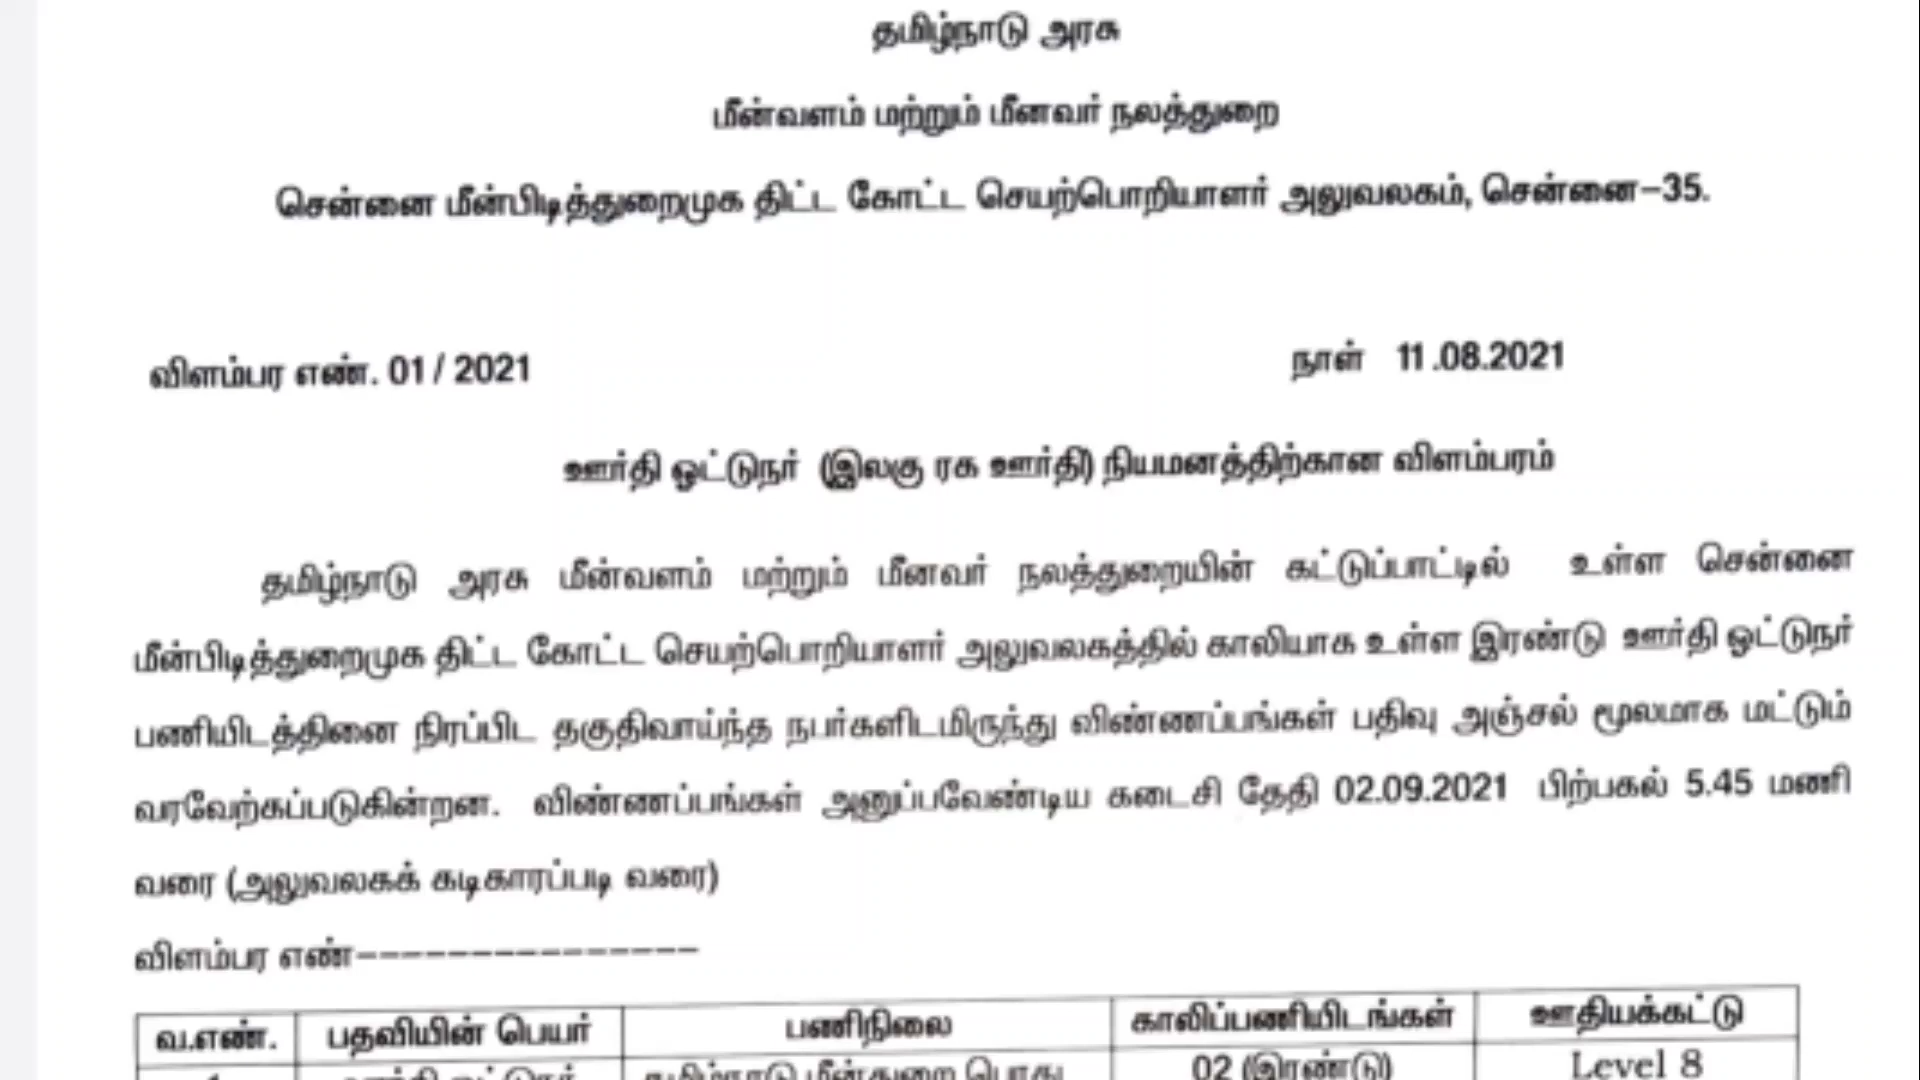 தமிழ்நாடு அரசு
மீன்வளம் மற்றும் மீனவர் நலத்துறை
சென்னை மீன்பிடித்துறைமுக திட்ட கோட்ட செயற்பொறியாளர் அலுவலகம், சென்னை–35.
விளம்பர எண். 01 / 2021 நாள் 11 .08.2021
ஊர்தி ஓட்டுநர் (இலகு ரக ஊர்தி) நியமனத்திற்கான விளம்பரம்
தமிழ்நாடு அரசு மீன்வளம் மற்றும் மீனவர் நலத்துறையின் கட்டுப்பாட்டில் உள்ள சென்னை
மீன்பிடித்துறைமுக திட்ட கோட்ட செயற்பொறியாளர் அலுவலகத்தில் காலியாக உள்ள இரண்டு ஊர்தி ஓட்டுநர்
பணியிடத்தினை நிரப்பிட தகுதிவாய்ந்த நபர்களிடமிருந்து விண்ணப்பங்கள் பதிவு அஞ்சல் மூலமாக மட்டும்
வரவேற்கப்படுகின்றன. விண்ணப்பங்கள் அனுப்பவேண்டிய கடைசி தேதி 02.09.2021 பிற்பகல் 5.45 மணி
வரை (அலுவலகக் கடிகாரப்படி வரை)
விளம்பர எண்----------------
வ.எண். பதவியின் பெயர் பணிநிலை காலிப்பணியிடங்கள் ஊதியக்கட்டு
தமிழ்நாடு மீன்துறை பொது 02 (இரண்டு) Level 8